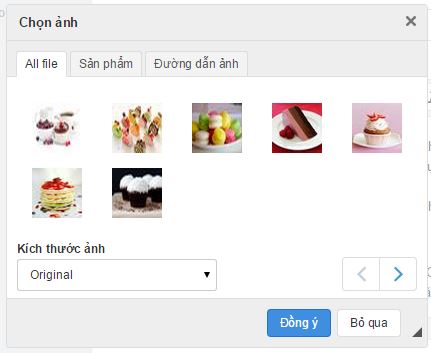 Chọn ảnh
All file
Sản phẩm
Đường dẫn ảnh
Kích thước ảnh
Original
Đồng ý
Bỏ qua